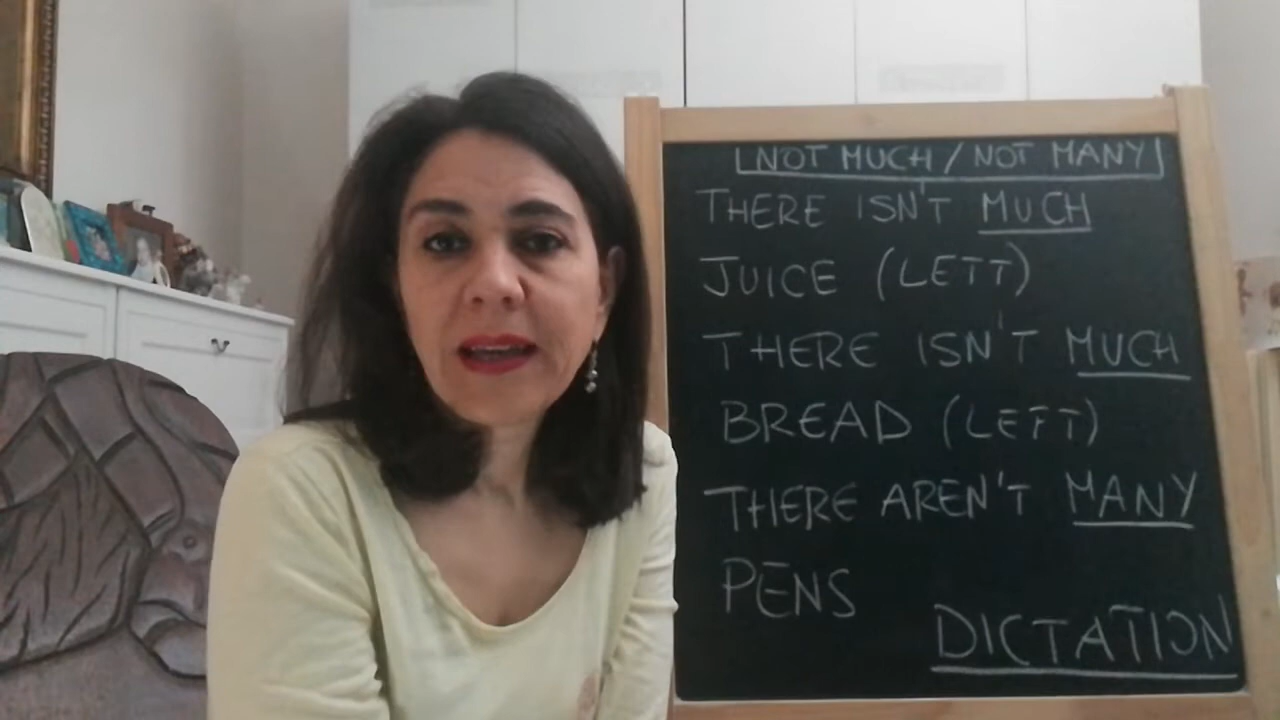 NOT MUCH / NOT MANY
THERE ISN'T MUCH
JUICE (LEFT)
THERE ISN'T MUCH
BREAD (LEFT)
THERE AREN'T MANY
PENS
DICTATION